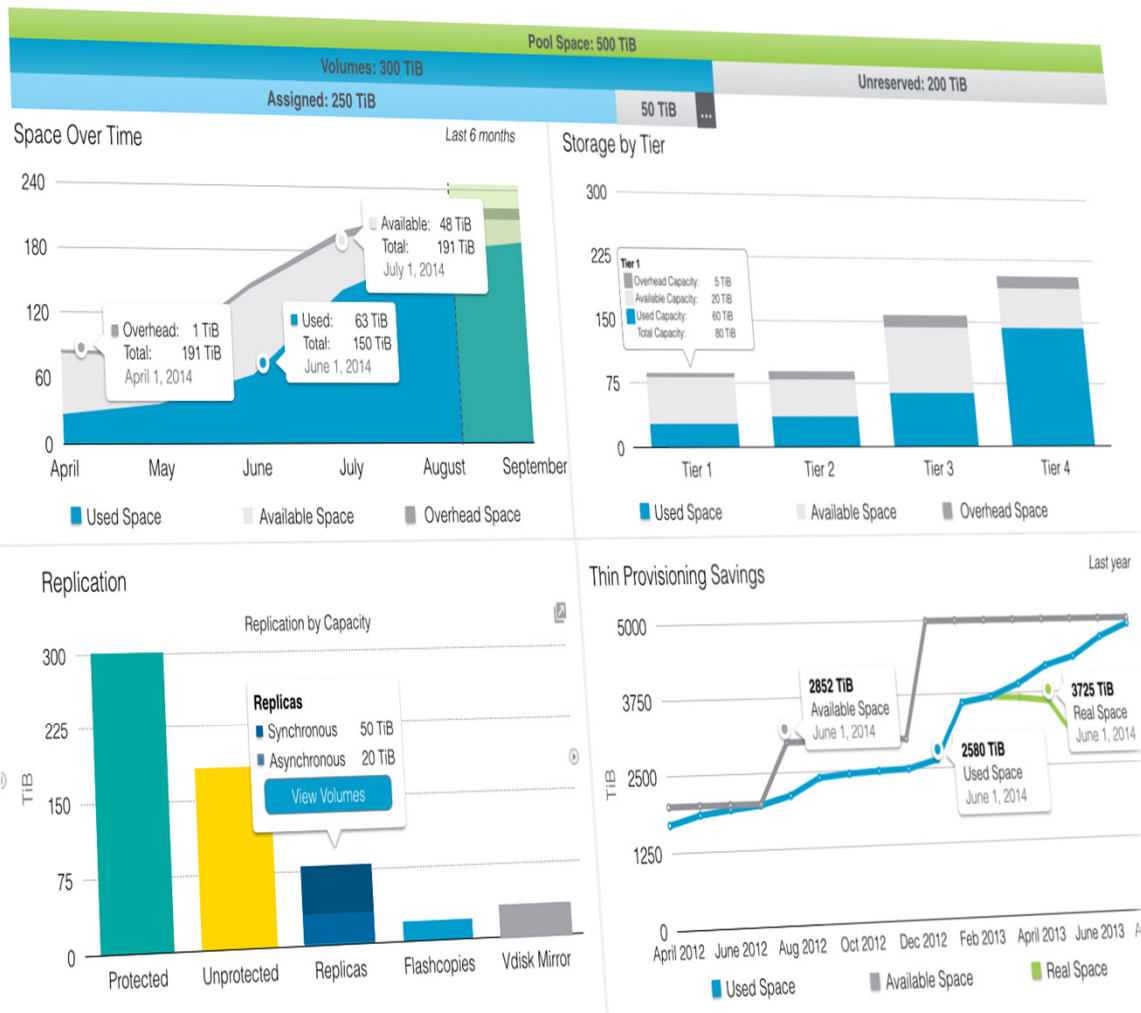 Pool Space: 500 TiB
Volumes: 300 TiB
Unreserved: 200 TiB
Assigned: 250 TiB
50 TiB
...
Space Over Time
Last 6 months
240
180
120
60
0
Available: 48 TiB
Total: 191 TiB
July 1, 2014
Overhead: 1 TiB
Total: 191 TiB
April 1, 2014
Used: 63 TiB
Total: 150 TiB
June 1, 2014
April May June July August September
Used Space Available Space Overhead Space
Storage by Tier
300
225
150
75
0
Tier 1
Overhead Capacity: 5 TiB
Available Capacity: 20 TiB
Used Capacity: 60 TiB
Total Capacity: 80 TiB
Tier 1 Tier 2 Tier 3 Tier 4
Used Space Available Space Overhead Space
Replication
Replication by Capacity
300
225
150
75
0
TiB
Replicas
Synchronous 50 TiB
Asynchronous 20 TiB
View Volumes
Protected Unprotected Replicas Flashcopies Vdisk Mirror
Thin Provisioning Savings
Last year
5000
3750
2500
1250
0
TiB
2852 TiB
Available Space
June 1, 2014
2580 TiB
Used Space
June 1, 2014
3725 TiB
Real Space
June 1, 2014
April 2012 June 2012 Aug 2012 Oct 2012 Dec 2012 Feb 2013 April 2013 June 2013 A
Used Space Available Space Real Space